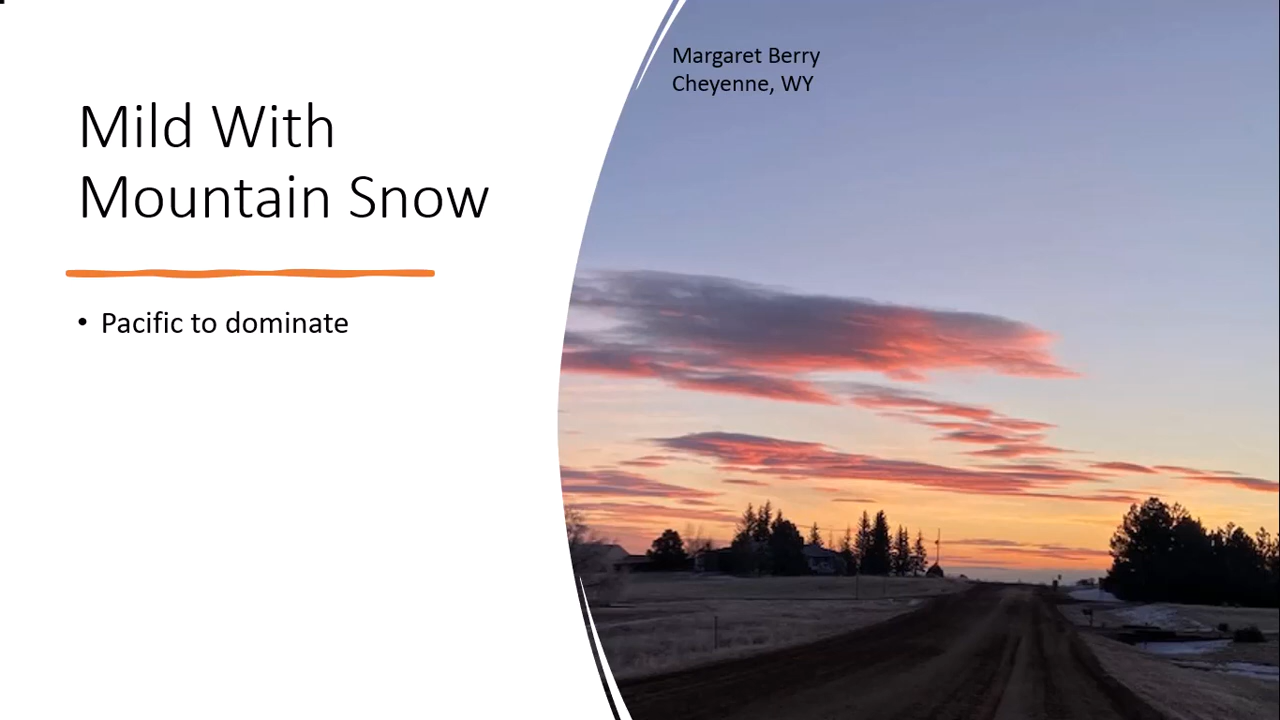 Mild With
Mountain Snow
• Pacific to dominate
Margaret Berry
Cheyenne, WY